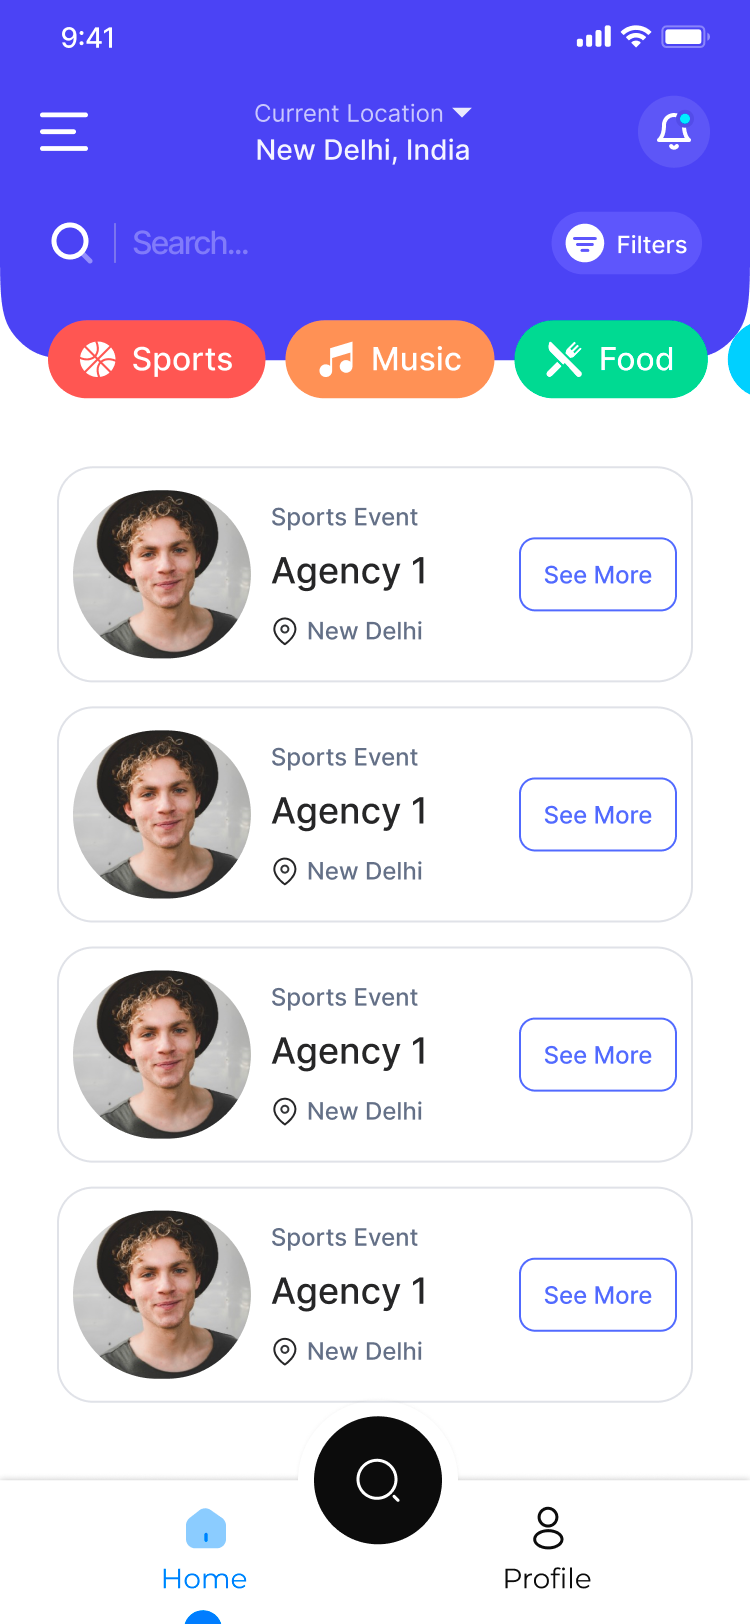 9:41
Current Location
New Delhi, India
Search...
Filters
Sports
Music
Food
Sports Event
Agency 1
New Delhi
See More
Sports Event
Agency 1
New Delhi
See More
Sports Event
Agency 1
New Delhi
See More
Sports Event
Agency 1
New Delhi
See More
Home
Profile